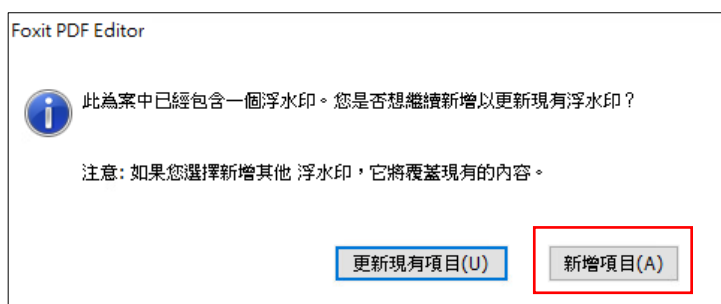 Foxit PDF Editor
此為案中已經包含一個浮水印。您是否想繼續新增以更新現有浮水印？
注意: 如果您選擇新增其他 浮水印，它將覆蓋現有的內容。
更新現有項目(U) 新增項目(A)